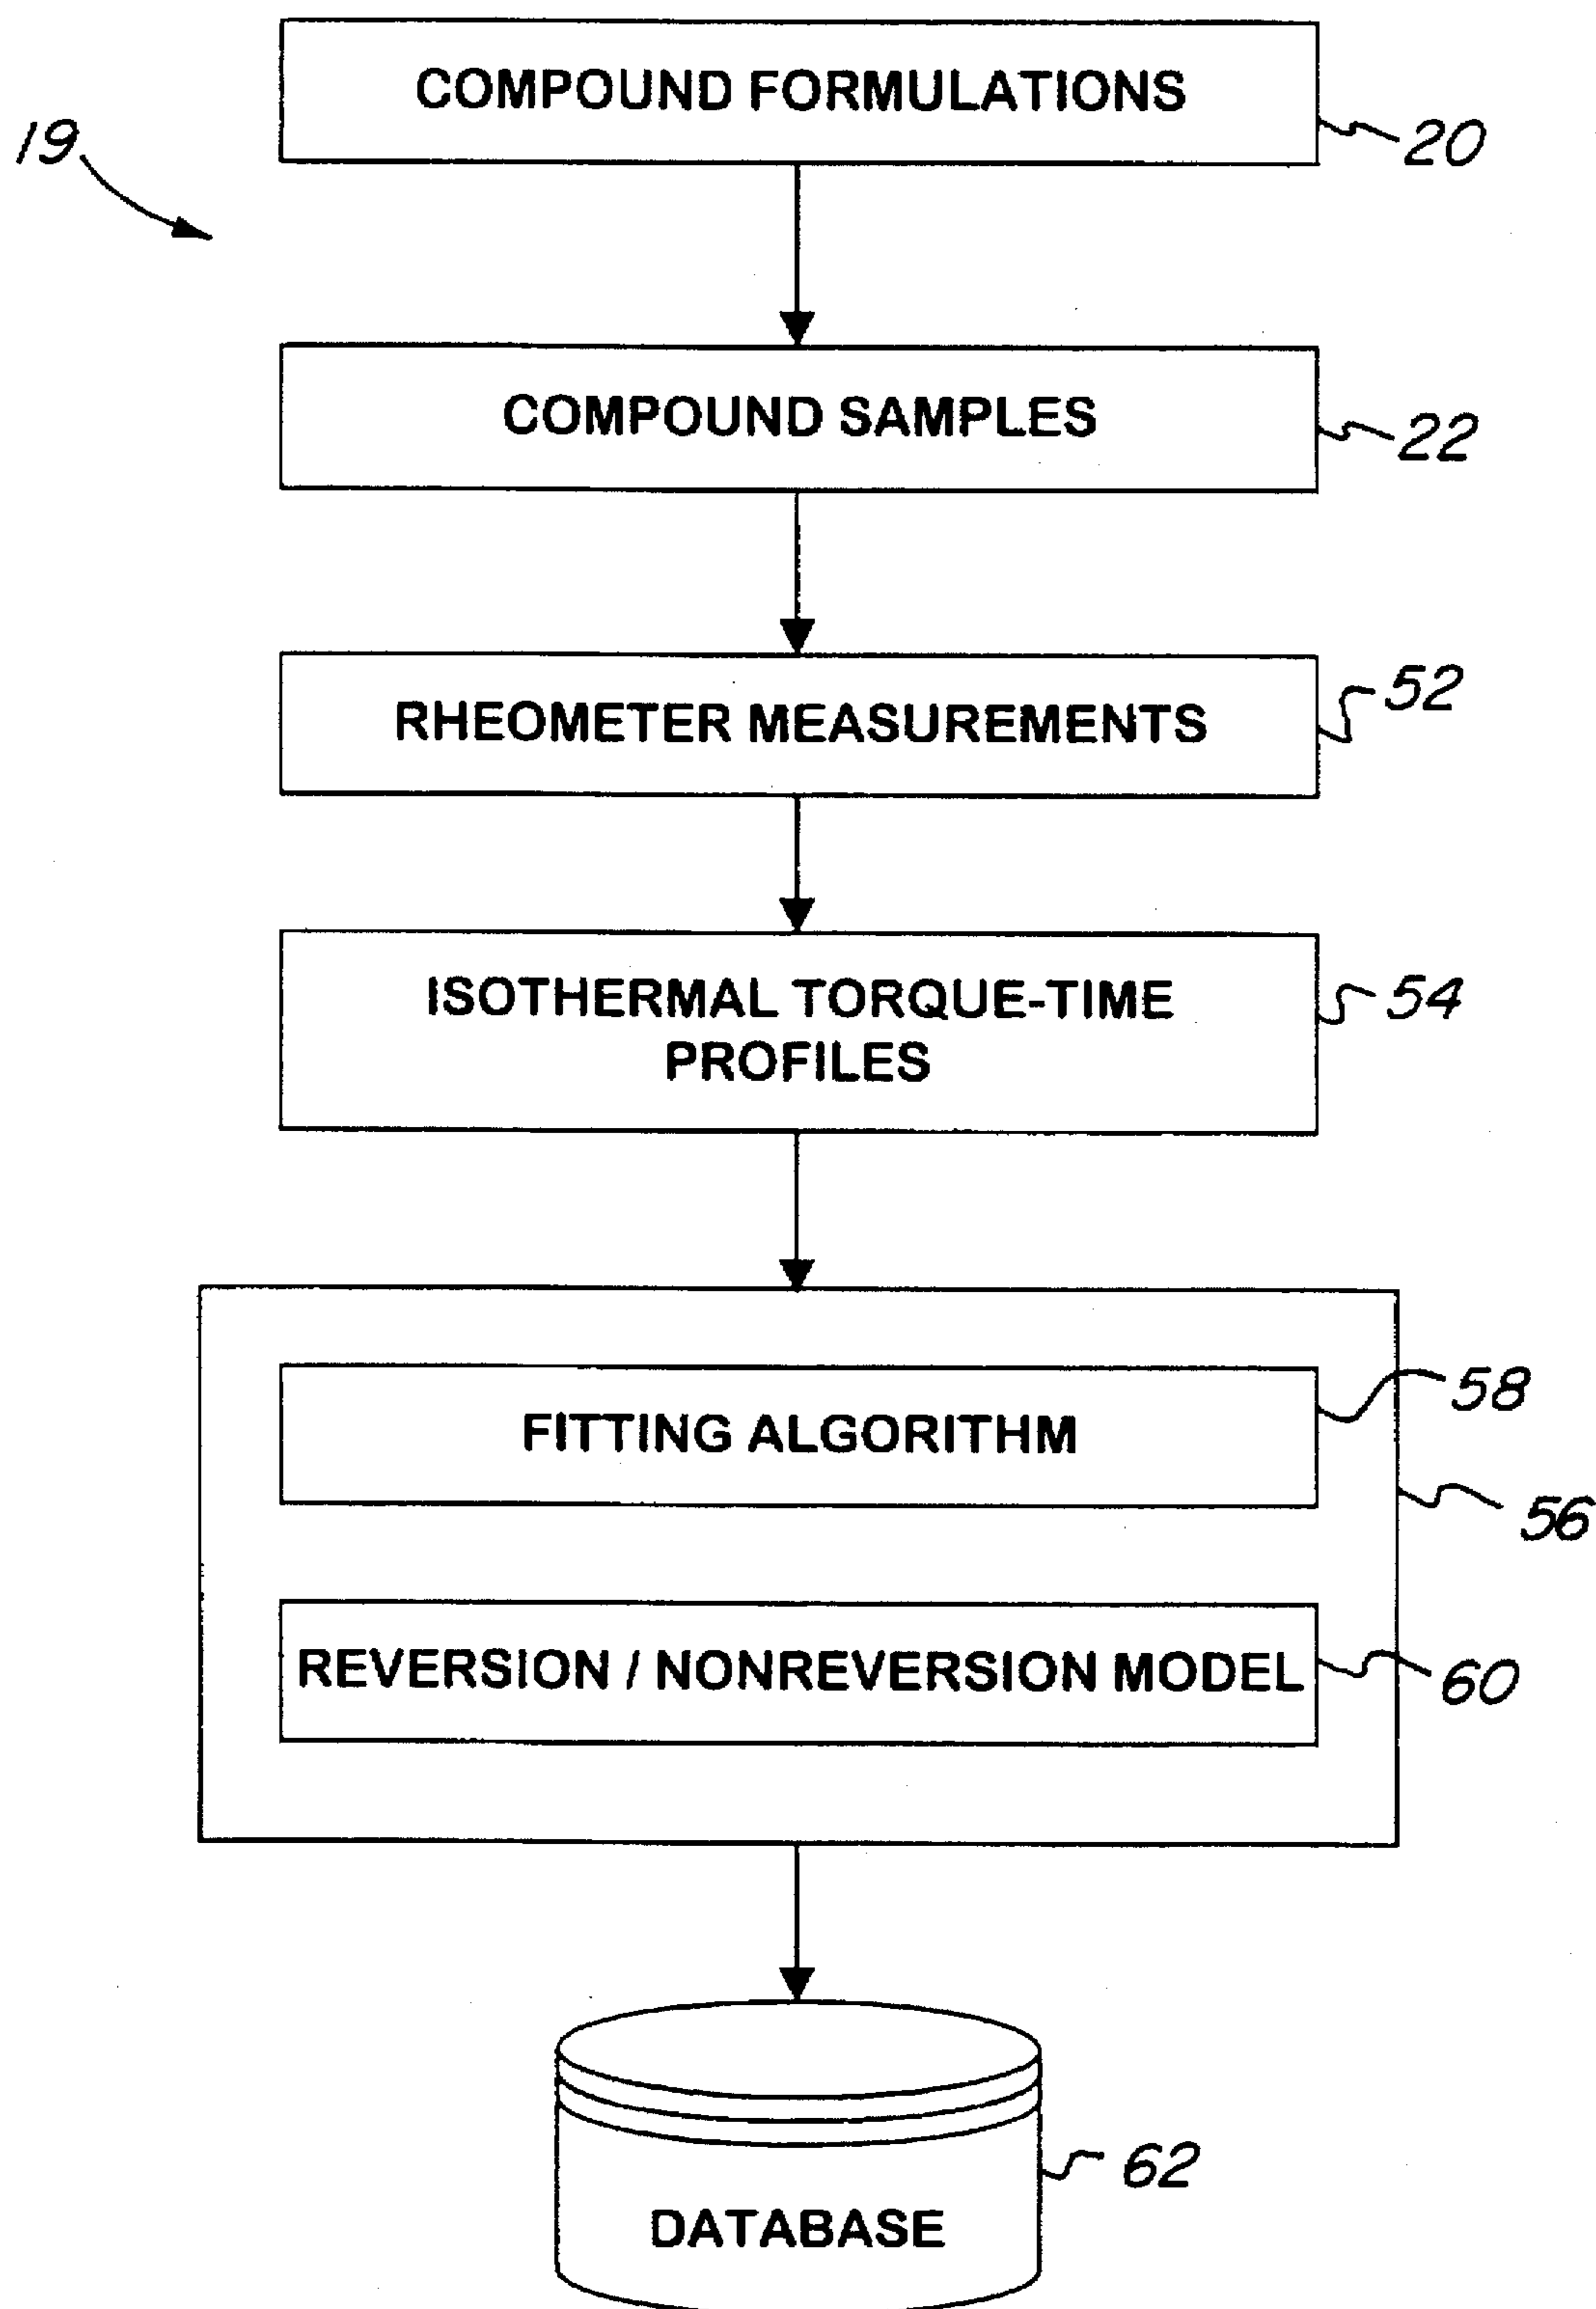 COMPOUND FORMULATIONS
20
19
COMPOUND SAMPLES
22
RHEOMETER MEASUREMENTS
52
ISOTHERMAL TORQUE-TIME
PROFILES
54
FITTING ALGORITHM
58
56
REVERSION / NONREVERSION MODEL
60
DATABASE
62